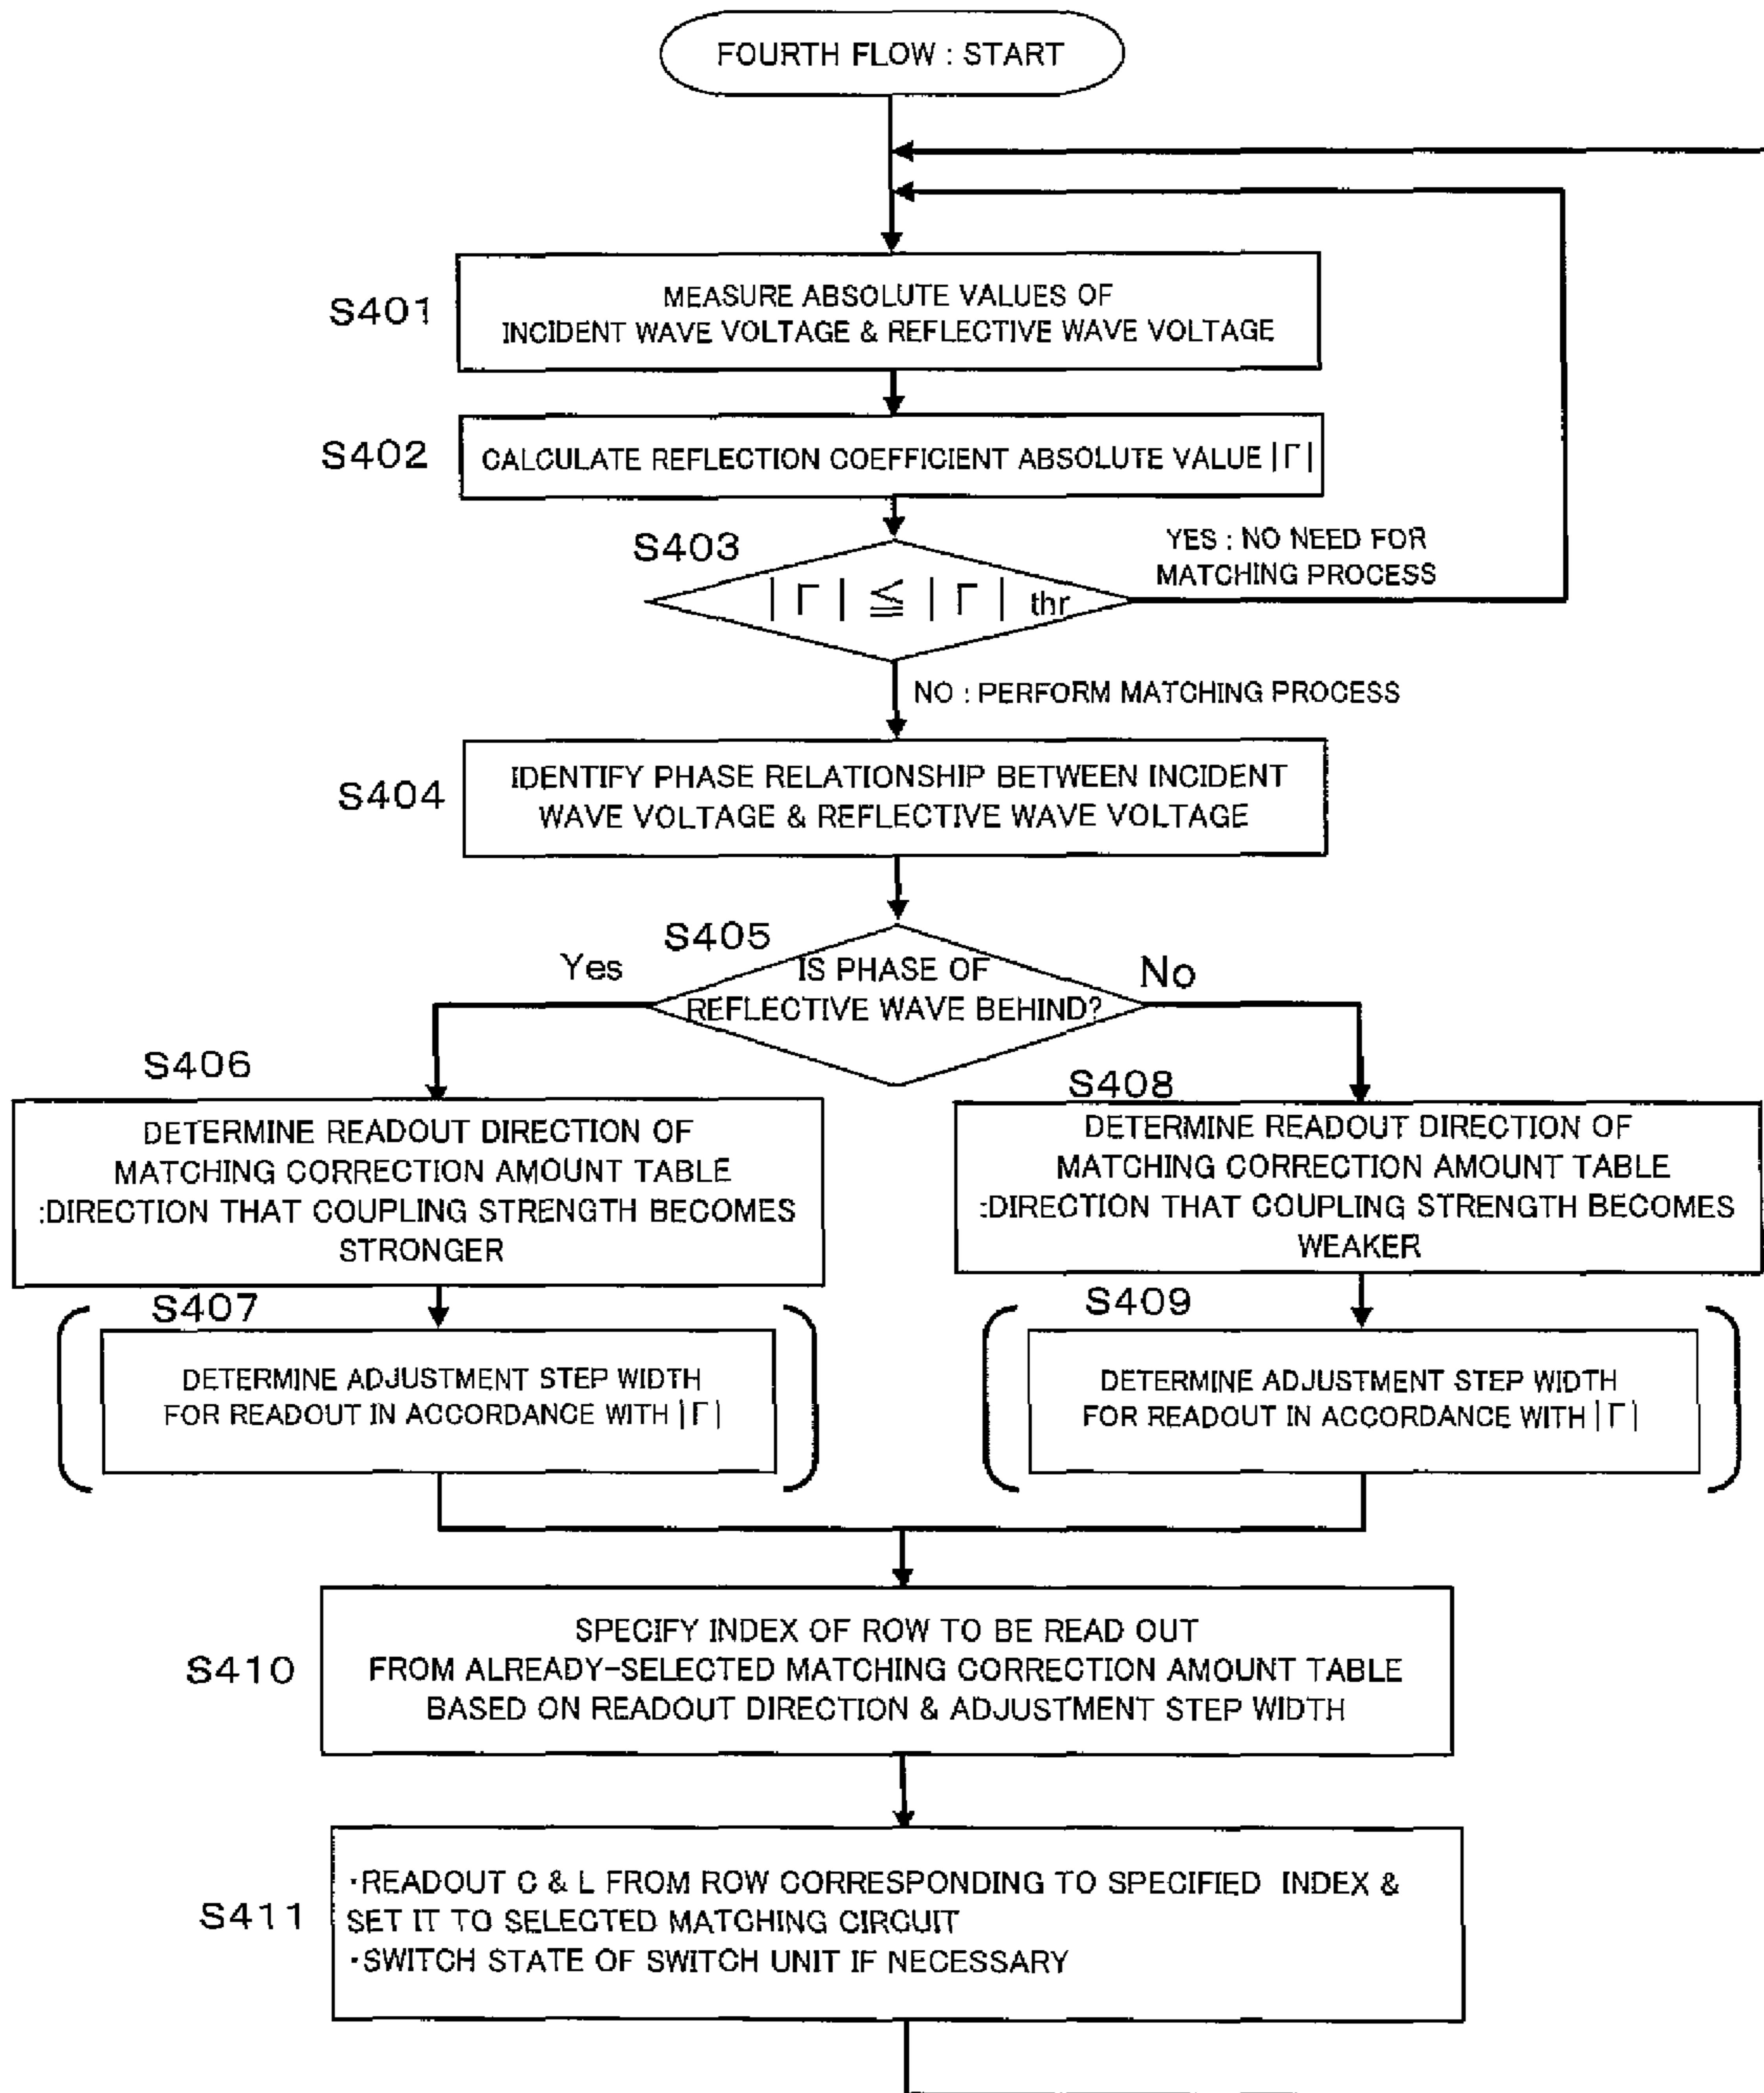 FOURTH FLOW : START
S401
MEASURE ABSOLUTE VALUES OF
INCIDENT WAVE VOLTAGE & REFLECTIVE WAVE VOLTAGE
S402
CALCULATE REFLECTION COEFFICIENT ABSOLUTE VALUE |Γ|
S403
|Γ| ≦ |Γ| thr
YES : NO NEED FOR
MATCHING PROCESS
NO : PERFORM MATCHING PROCESS
S404
IDENTIFY PHASE RELATIONSHIP BETWEEN INCIDENT
WAVE VOLTAGE & REFLECTIVE WAVE VOLTAGE
S405
IS PHASE OF
REFLECTIVE WAVE BEHIND?
Yes
No
S406
DETERMINE READOUT DIRECTION OF
MATCHING CORRECTION AMOUNT TABLE
:DIRECTION THAT COUPLING STRENGTH BECOMES
STRONGER
S408
DETERMINE READOUT DIRECTION OF
MATCHING CORRECTION AMOUNT TABLE
:DIRECTION THAT COUPLING STRENGTH BECOMES
WEAKER
S407
DETERMINE ADJUSTMENT STEP WIDTH
FOR READOUT IN ACCORDANCE WITH |Γ|
S409
DETERMINE ADJUSTMENT STEP WIDTH
FOR READOUT IN ACCORDANCE WITH |Γ|
S410
SPECIFY INDEX OF ROW TO BE READ OUT
FROM ALREADY-SELECTED MATCHING CORRECTION AMOUNT TABLE
BASED ON READOUT DIRECTION & ADJUSTMENT STEP WIDTH
S411
・READOUT C & L FROM ROW CORRESPONDING TO SPECIFIED INDEX &
SET IT TO SELECTED MATCHING CIRCUIT
・SWITCH STATE OF SWITCH UNIT IF NECESSARY